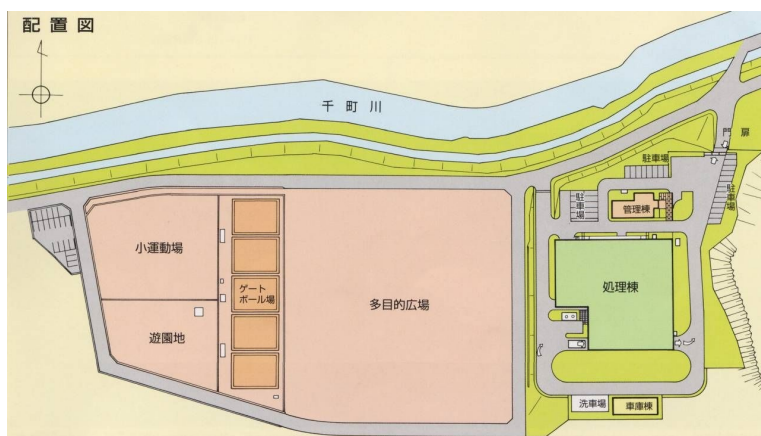 配置図
千町川
門扉
駐車場
駐車場
駐車場
管理棟
小運動場
ゲート
ボール場
処理棟
多目的広場
遊園地
洗車場
車庫棟